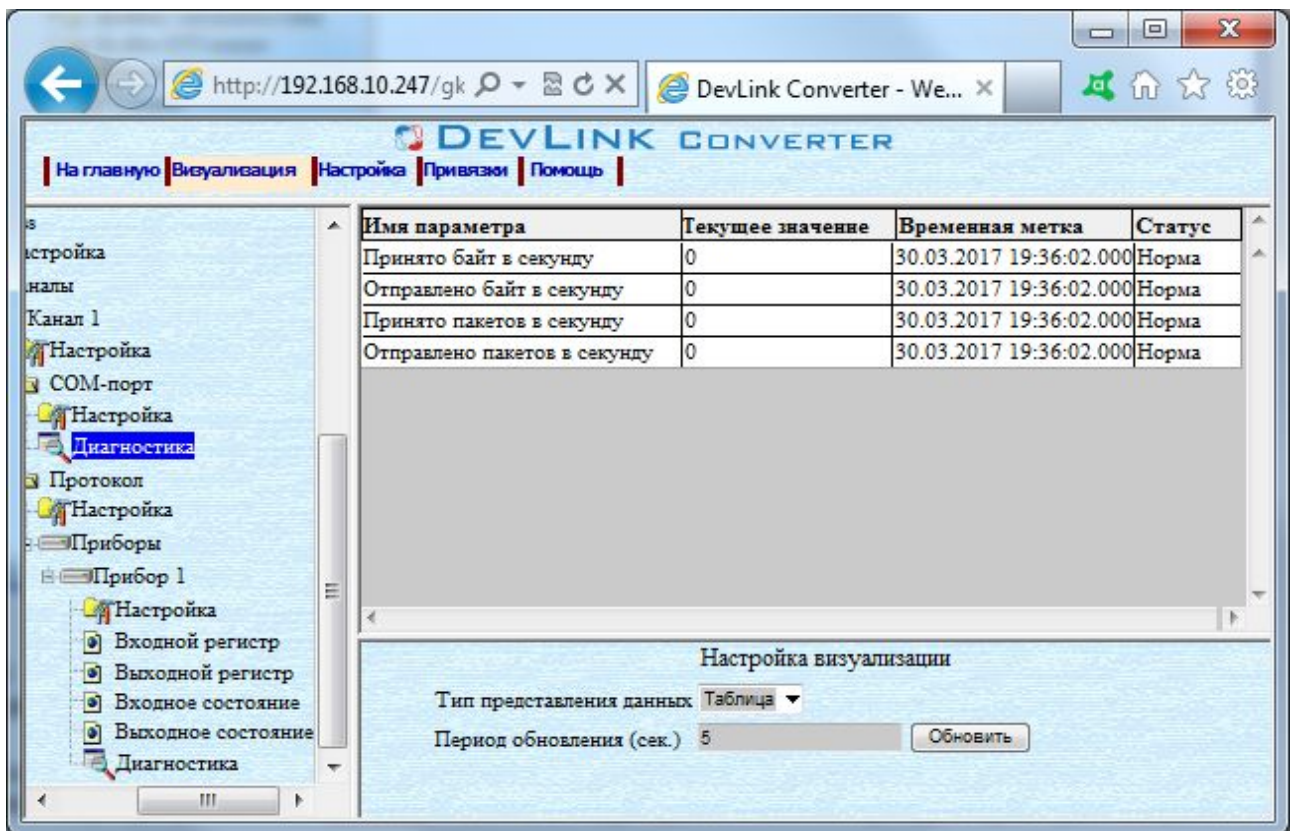 http://192.168.10.247/gk
DevLink Converter - We...
DEVLINK CONVERTER
На главную Визуализация Настройка Привязки Помощь
стройка
Канал 1
Настройка
COM-порт
Настройка
Диагностика
Протокол
Настройка
Приборы
Прибор 1
Настройка
Входной регистр
Выходной регистр
Входное состояние
Выходное состояние
Диагностика
Имя параметра Текущее значение Временная метка Статус
Принято байт в секунду 0 30.03.2017 19:36:02.000 Норма
Отправлено байт в секунду 0 30.03.2017 19:36:02.000 Норма
Принято пакетов в секунду 0 30.03.2017 19:36:02.000 Норма
Отправлено пакетов в секунду 0 30.03.2017 19:36:02.000 Норма
Настройка визуализации
Тип представления данных Таблица
Период обновления (сек.) 5 Обновить